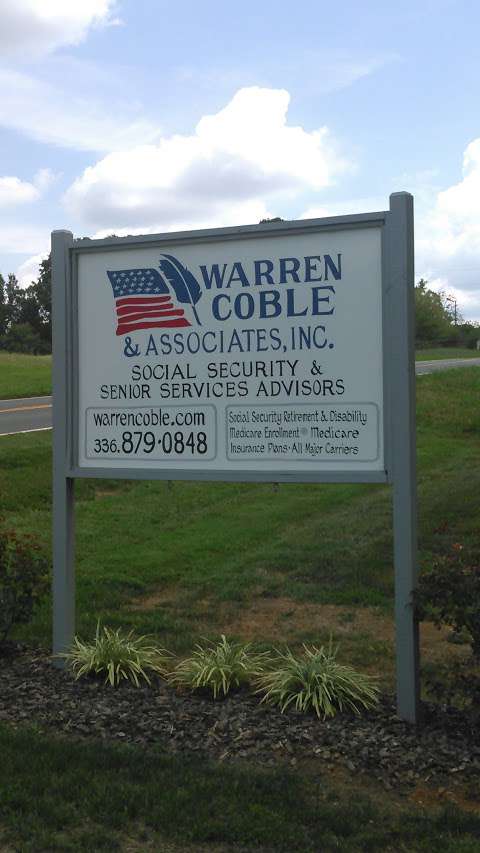 WARREN
COBLE
& ASSOCIATES, INC.
SOCIAL SECURITY &
SENIOR SERVICES ADVISORS
warrencoble.com
336.879·0848
Social Security Retirement & Disability
Medicare Enrollment · Medicare
Insurance Plans · All Major Carriers